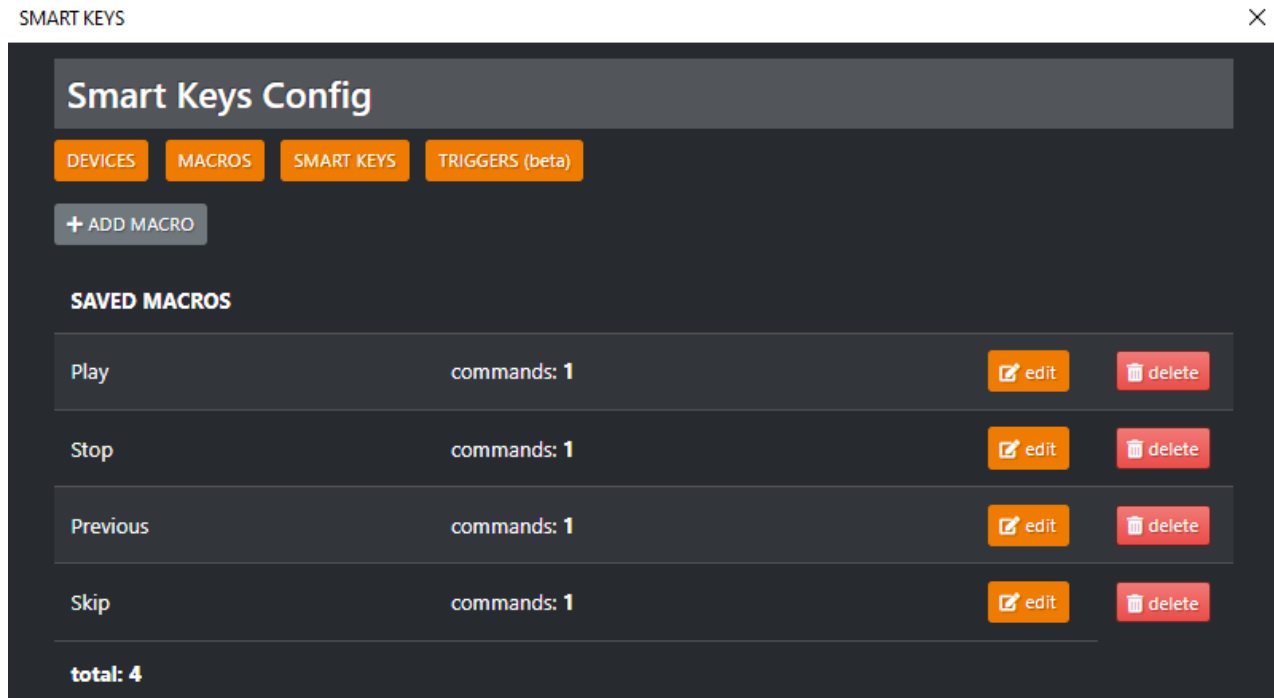 SMART KEYS
Smart Keys Config
DEVICES MACROS SMART KEYS TRIGGERS (beta)
+ ADD MACRO
SAVED MACROS
Play commands: 1 edit delete
Stop commands: 1 edit delete
Previous commands: 1 edit delete
Skip commands: 1 edit delete
total: 4